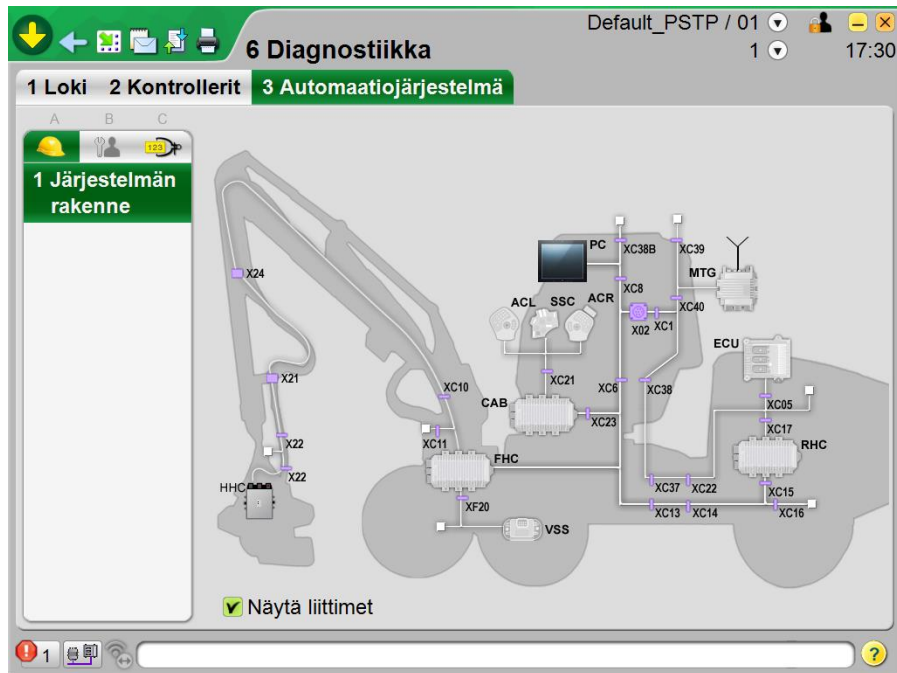 Default_PSTP / 01
6 Diagnostiikka
1
17:30
1 Loki
2 Kontrollerit
3 Automaatiojärjestelmä
A
B
C
123
1 Järjestelmän
rakenne
PC
XC38B
XC39
X24
XC8
MTG
ACL
SSC
ACR
XC40
X02
XC1
ECU
X21
XC10
XC21
XC6
XC38
CAB
XC05
XC23
XC17
X22
XC11
RHC
FHC
X22
HHC
XC37
XC22
XC15
XF20
XC13
XC14
XC16
VSS
Näytä liittimet
1
?